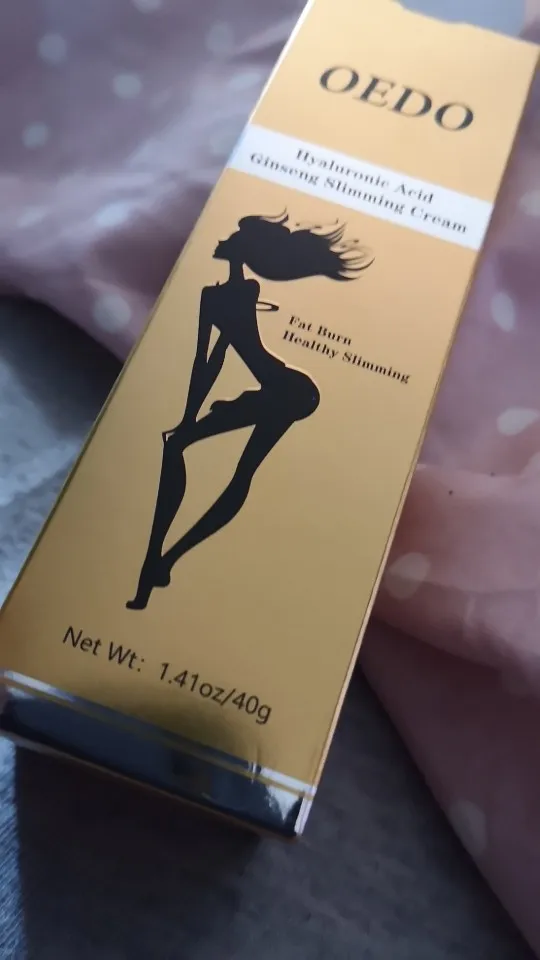 OEDO
Hyaluronic Acid
Ginseng Slimming Cream
Fat Burn
Healthy Slimming
Net Wt: 1.41oz/40g